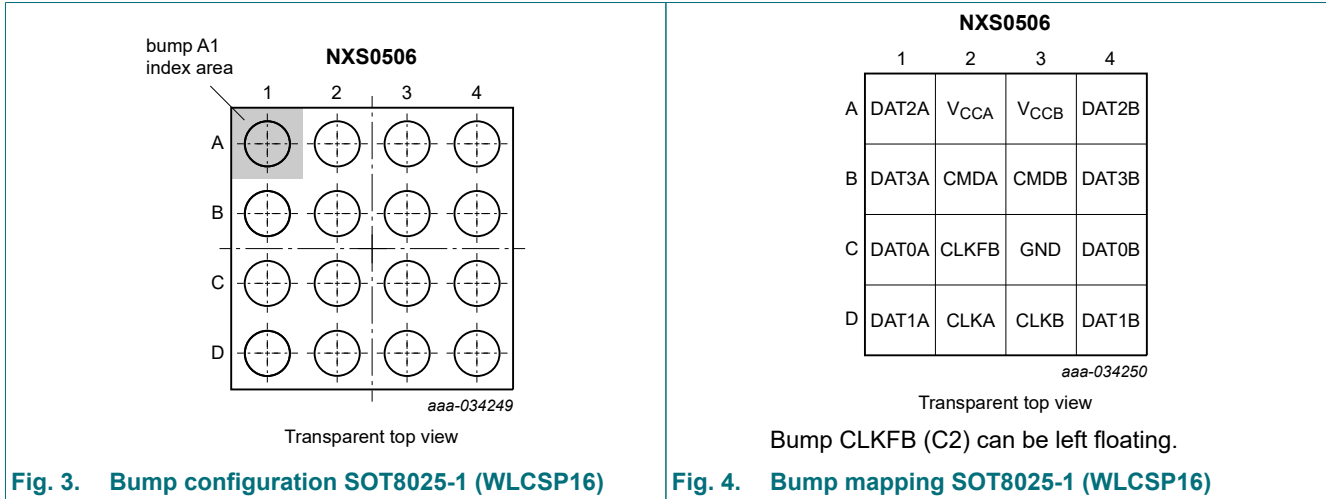 bump A1
index area
NXS0506
1 2 3 4
A
B
C
D
aaa-034249
Transparent top view
Fig. 3. Bump configuration SOT8025-1 (WLCSP16)
NXS0506
1 2 3 4
A DAT2A VCCA VCCB DAT2B
B DAT3A CMDA CMDB DAT3B
C DAT0A CLKFB GND DAT0B
D DAT1A CLKA CLKB DAT1B
aaa-034250
Transparent top view
Bump CLKFB (C2) can be left floating.
Fig. 4. Bump mapping SOT8025-1 (WLCSP16)